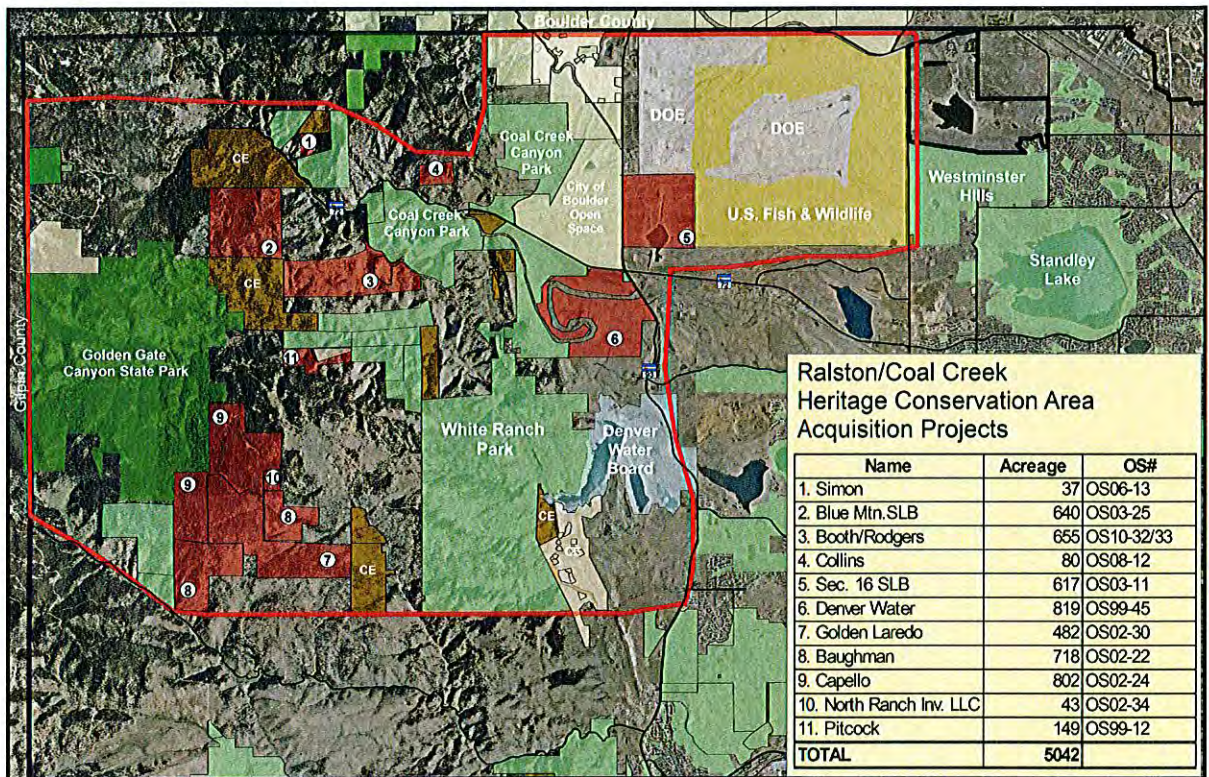 Boulder County
DOE
DOE
Coal Creek
Canyon
Park
1
CE
4
City of
Boulder
Open
Space
Westminster
Hills
72
Coal Creek
Canyon Park
U.S. Fish & Wildlife
5
2
Standley
Lake
CE
3
72
6
Gilpin County
Golden Gate
Canyon State Park
11
93
9
White Ranch
Park
Denver
Water
Board
9
10
8
CE
CE
7
8
Ralston/Coal Creek
Heritage Conservation Area
Acquisition Projects
Name Acreage OS#
1. Simon 37 OS06-13
2. Blue Mtn.SLB 640 OS03-25
3. Booth/Rodgers 655 OS10-32/33
4. Collins 80 OS08-12
5. Sec. 16 SLB 617 OS03-11
6. Denver Water 819 OS99-45
7. Golden Laredo 482 OS02-30
8. Baughman 718 OS02-22
9. Capello 802 OS02-24
10. North Ranch Inv. LLC 43 OS02-34
11. Pitcock 149 OS99-12
TOTAL 5042